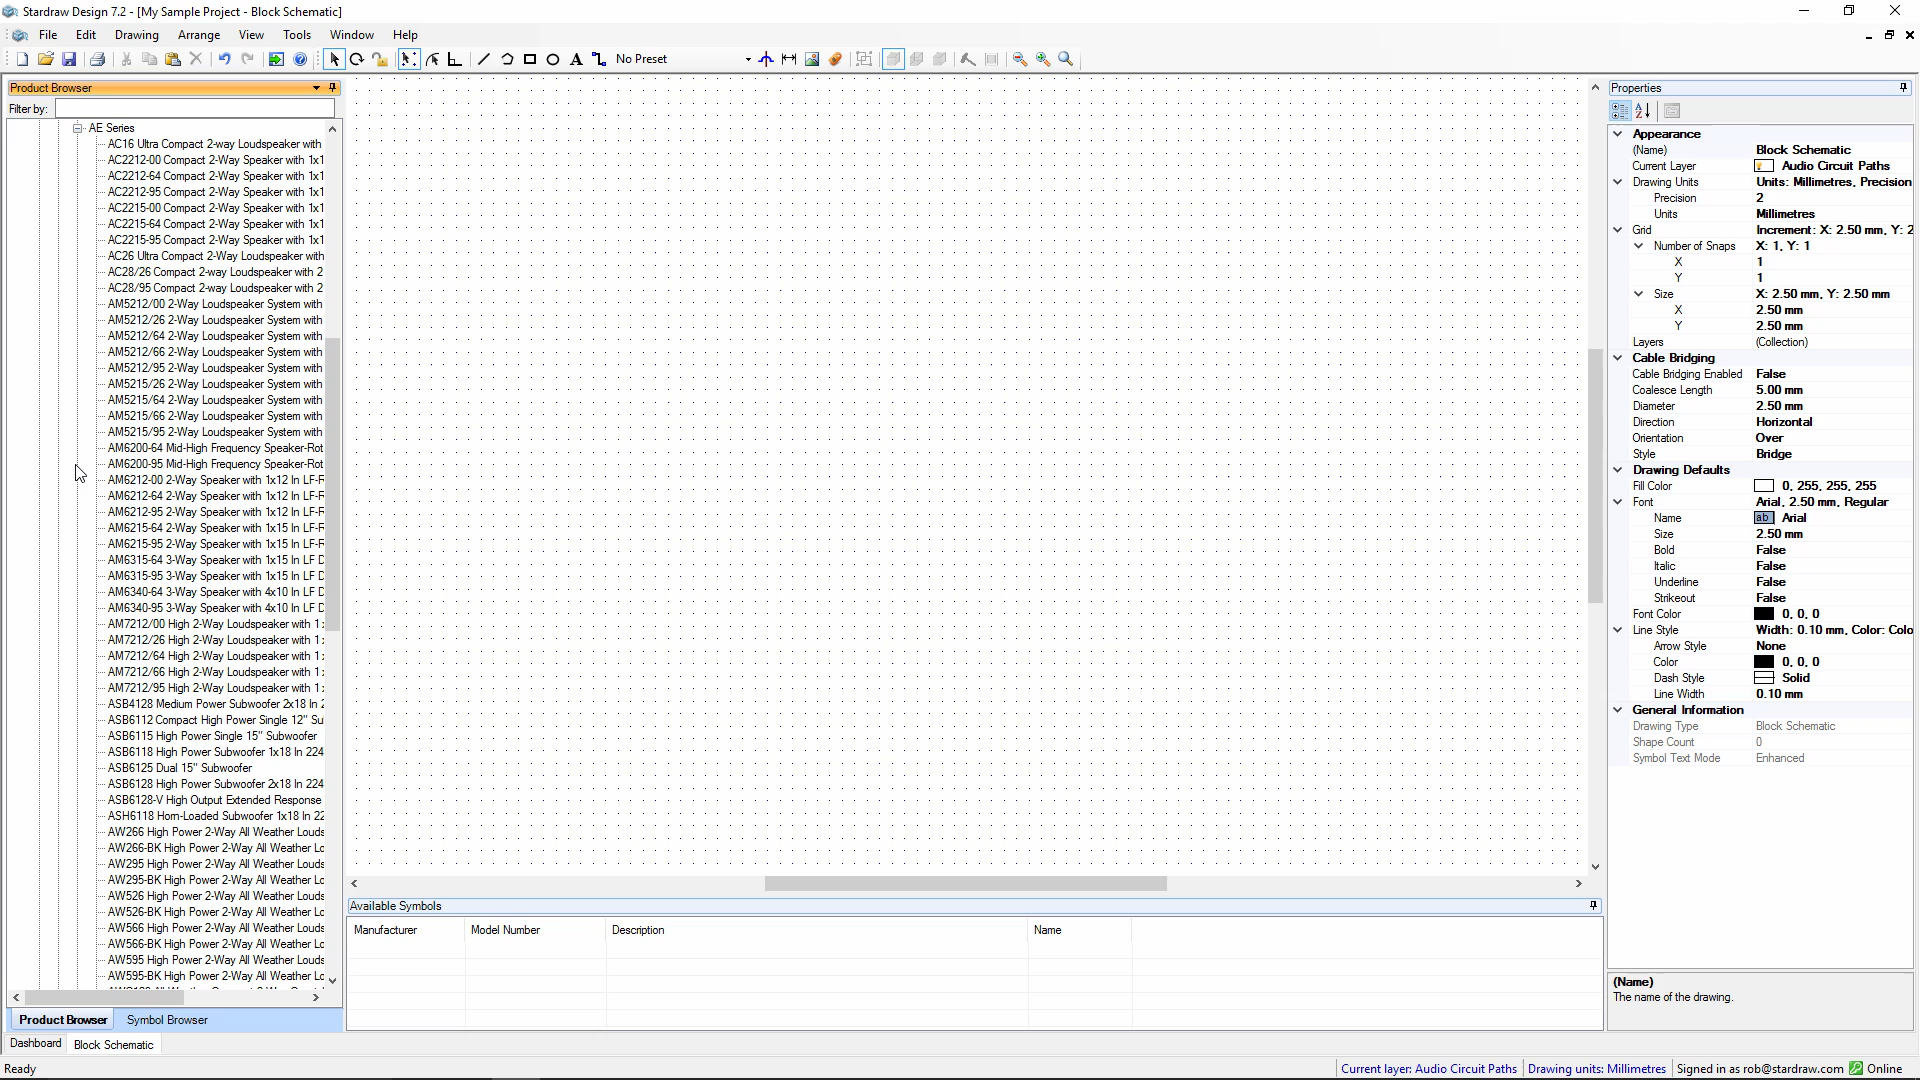 Stardraw Design 7.2 - [My Sample Project - Block Schematic]
File Edit Drawing Arrange View Tools Window Help
No Preset
Product Browser
Filter by:
AE Series
AC16 Ultra Compact 2-way Loudspeaker with
AC2212-00 Compact 2-Way Speaker with 1x1
AC2212-64 Compact 2-Way Speaker with 1x1
AC2212-95 Compact 2-Way Speaker with 1x1
AC2215-00 Compact 2-Way Speaker with 1x1
AC2215-64 Compact 2-Way Speaker with 1x1
AC2215-95 Compact 2-Way Speaker with 1x1
AC26 Ultra Compact 2-way Loudspeaker with
AC28/26 Compact 2-way Loudspeaker with 2
AC28/95 Compact 2-way Loudspeaker with 2
AM5212/00 2-Way Loudspeaker System with
AM5212/26 2-Way Loudspeaker System with
AM5212/64 2-Way Loudspeaker System with
AM5212/66 2-Way Loudspeaker System with
AM5212/95 2-Way Loudspeaker System with
AM5215/26 2-Way Loudspeaker System with
AM5215/64 2-Way Loudspeaker System with
AM5215/66 2-Way Loudspeaker System with
AM5215/95 2-Way Loudspeaker System with
AM6200-64 Mid-High Frequency Speaker-Rot
AM6200-95 Mid-High Frequency Speaker-Rot
AM6212-00 2-Way Speaker with 1x12 In LF-R
AM6212-64 2-Way Speaker with 1x12 In LF-R
AM6212-95 2-Way Speaker with 1x12 In LF-R
AM6215-64 2-Way Speaker with 1x15 In LF-R
AM6215-95 2-Way Speaker with 1x15 In LF-R
AM6315-64 3-Way Speaker with 1x15 In LF D
AM6315-95 3-Way Speaker with 1x15 In LF D
AM6340-64 3-Way Speaker with 4x10 In LF D
AM6340-95 3-Way Speaker with 4x10 In LF D
AM7212/00 High 2-Way Loudspeaker with 1
AM7212/26 High 2-Way Loudspeaker with 1
AM7212/64 High 2-Way Loudspeaker with 1
AM7212/66 High 2-Way Loudspeaker with 1
AM7212/95 High 2-Way Loudspeaker with 1
ASB4128 Medium Power Subwoofer 2x18 In 2
ASB6112 Compact High Power Single 12" Su
ASB6115 High Power Single 15" Subwoofer
ASB6118 High Power Subwoofer 1x18 In 224
ASB6125 Dual 15" Subwoofer
ASB6128 High Power Subwoofer 2x18 In 224
ASB6128-V High Output Extended Response
ASH6118 Horn-Loaded Subwoofer 1x18 In 22
AW266 High Power 2-Way All Weather Louds
AW266-BK High Power 2-Way All Weather Lo
AW295 High Power 2-Way All Weather Louds
AW295-BK High Power 2-Way All Weather Lo
AW526 High Power 2-Way All Weather Louds
AW526-BK High Power 2-Way All Weather Lo
AW566 High Power 2-Way All Weather Louds
AW566-BK High Power 2-Way All Weather Lo
AW595 High Power 2-Way All Weather Louds
AW595-BK High Power 2-Way All Weather Lo
Product Browser Symbol Browser
Dashboard Block Schematic
Ready
Available Symbols
Manufacturer Model Number Description Name
Properties
Appearance
(Name) Block Schematic
Current Layer Audio Circuit Paths
Drawing Units Units: Millimetres, Precision
Precision 2
Units Millimetres
Grid Increment: X: 2.50 mm, Y: 2
Number of Snaps X: 1, Y: 1
X 1
Y 1
Size X: 2.50 mm, Y: 2.50 mm
X 2.50 mm
Y 2.50 mm
Layers (Collection)
Cable Bridging
Cable Bridging Enabled False
Coalesce Length 5.00 mm
Diameter 2.50 mm
Direction Horizontal
Orientation Over
Style Bridge
Drawing Defaults
Fill Color 0, 255, 255, 255
Font Arial, 2.50 mm, Regular
Name ab Arial
Size 2.50 mm
Bold False
Italic False
Underline False
Strikeout False
Font Color 0, 0, 0
Line Style Width: 0.10 mm, Color: Colo
Arrow Style None
Color 0, 0, 0
Dash Style Solid
Line Width 0.10 mm
General Information
Drawing Type Block Schematic
Shape Count 0
Symbol Text Mode Enhanced
(Name)
The name of the drawing.
Current layer: Audio Circuit Paths Drawing units: Millimetres Signed in as rob@stardraw.com Online